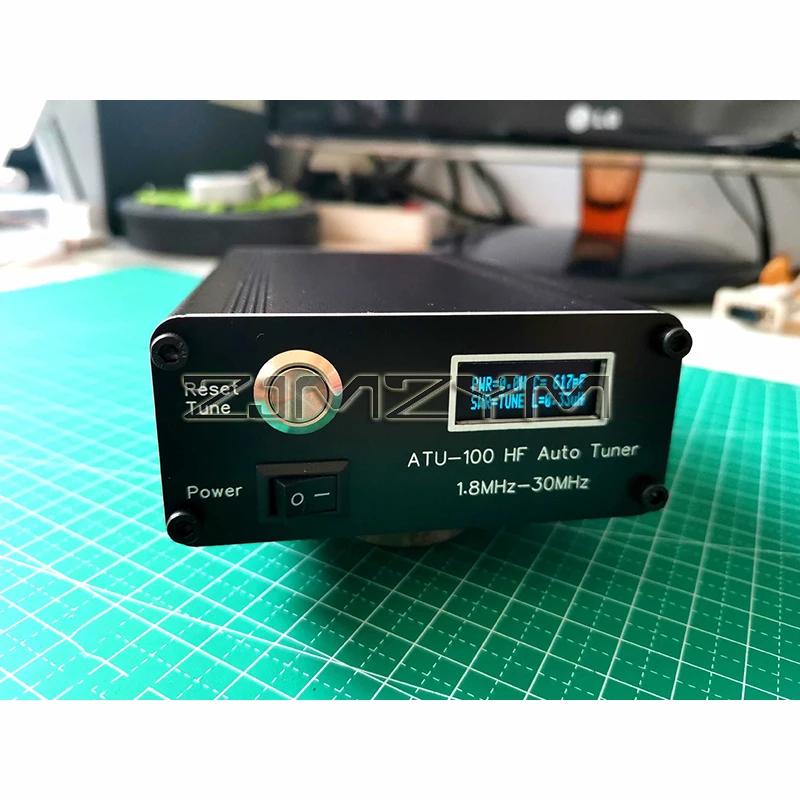 LG
Reset
Tune
ZJMZYM
PWR=0.0W C= 617pF
SWR=TUNE L=0.33uH
ATU-100 HF Auto Tuner
1.8MHz-30MHz
Power
O —